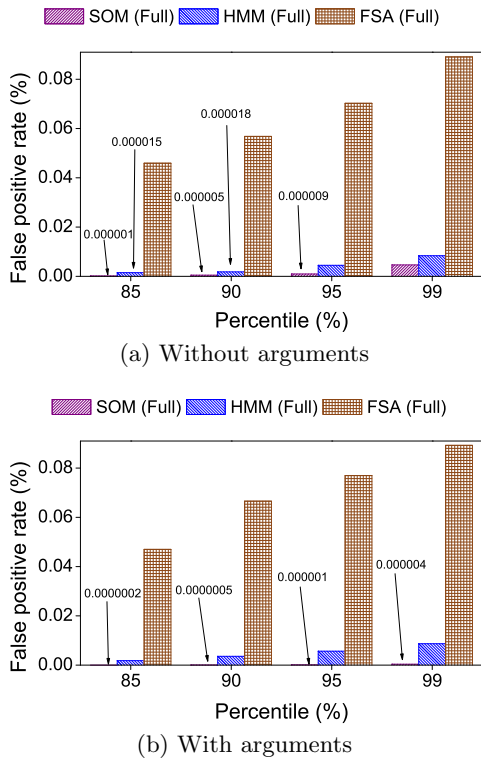 SOM (Full) HMM (Full) FSA (Full)
False positive rate (%)
0.08
0.06
0.04
0.02
0.00
0.000001
0.000015
0.000005
0.000018
0.000009
85 90 95 99
Percentile (%)
(a) Without arguments
SOM (Full) HMM (Full) FSA (Full)
False positive rate (%)
0.08
0.06
0.04
0.02
0.00
0.0000002
0.0000005
0.000001
0.000004
85 90 95 99
Percentile (%)
(b) With arguments